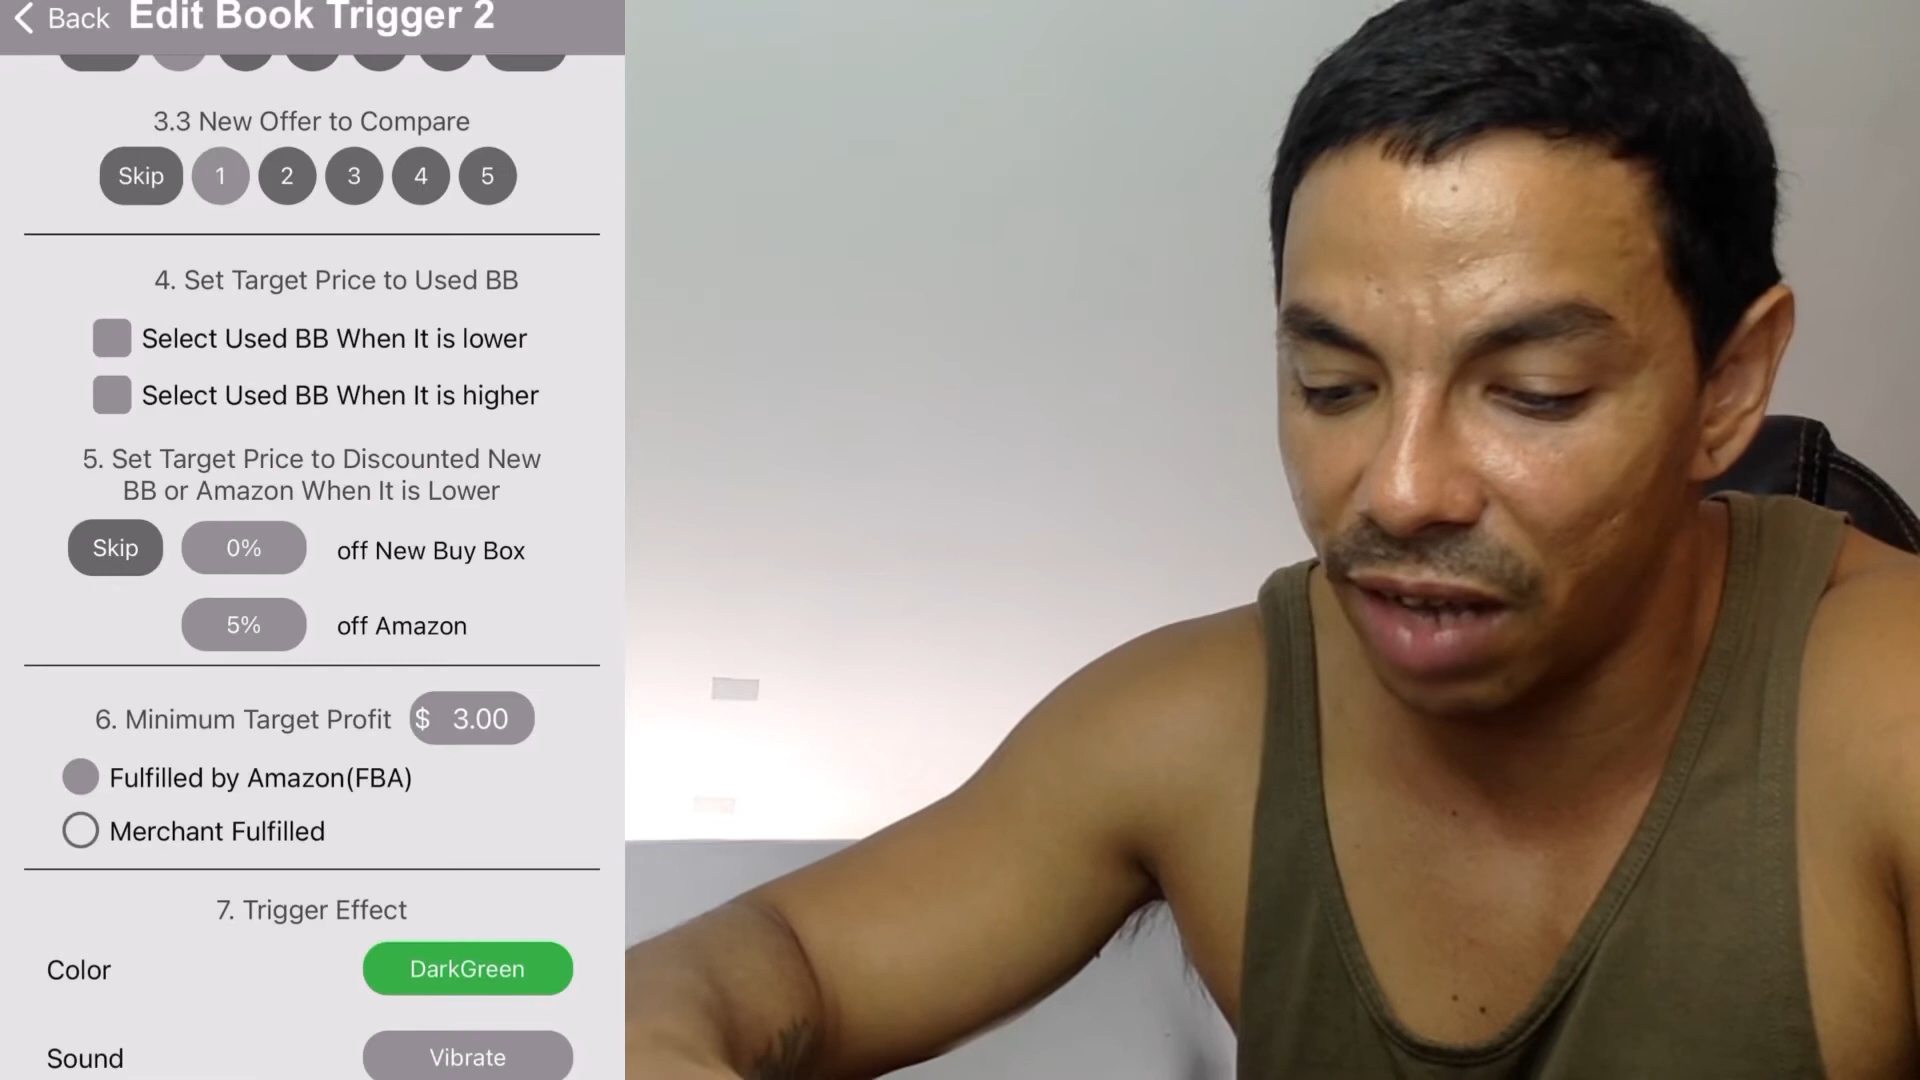 Back Edit Book Trigger 2
3.3 New Offer to Compare
Skip 1 2 3 4 5
4. Set Target Price to Used BB
Select Used BB When It is lower
Select Used BB When It is higher
5. Set Target Price to Discounted New
BB or Amazon When It is Lower
Skip 0% off New Buy Box
5% off Amazon
6. Minimum Target Profit $ 3.00
Fulfilled by Amazon(FBA)
Merchant Fulfilled
7. Trigger Effect
Color DarkGreen
Sound Vibrate